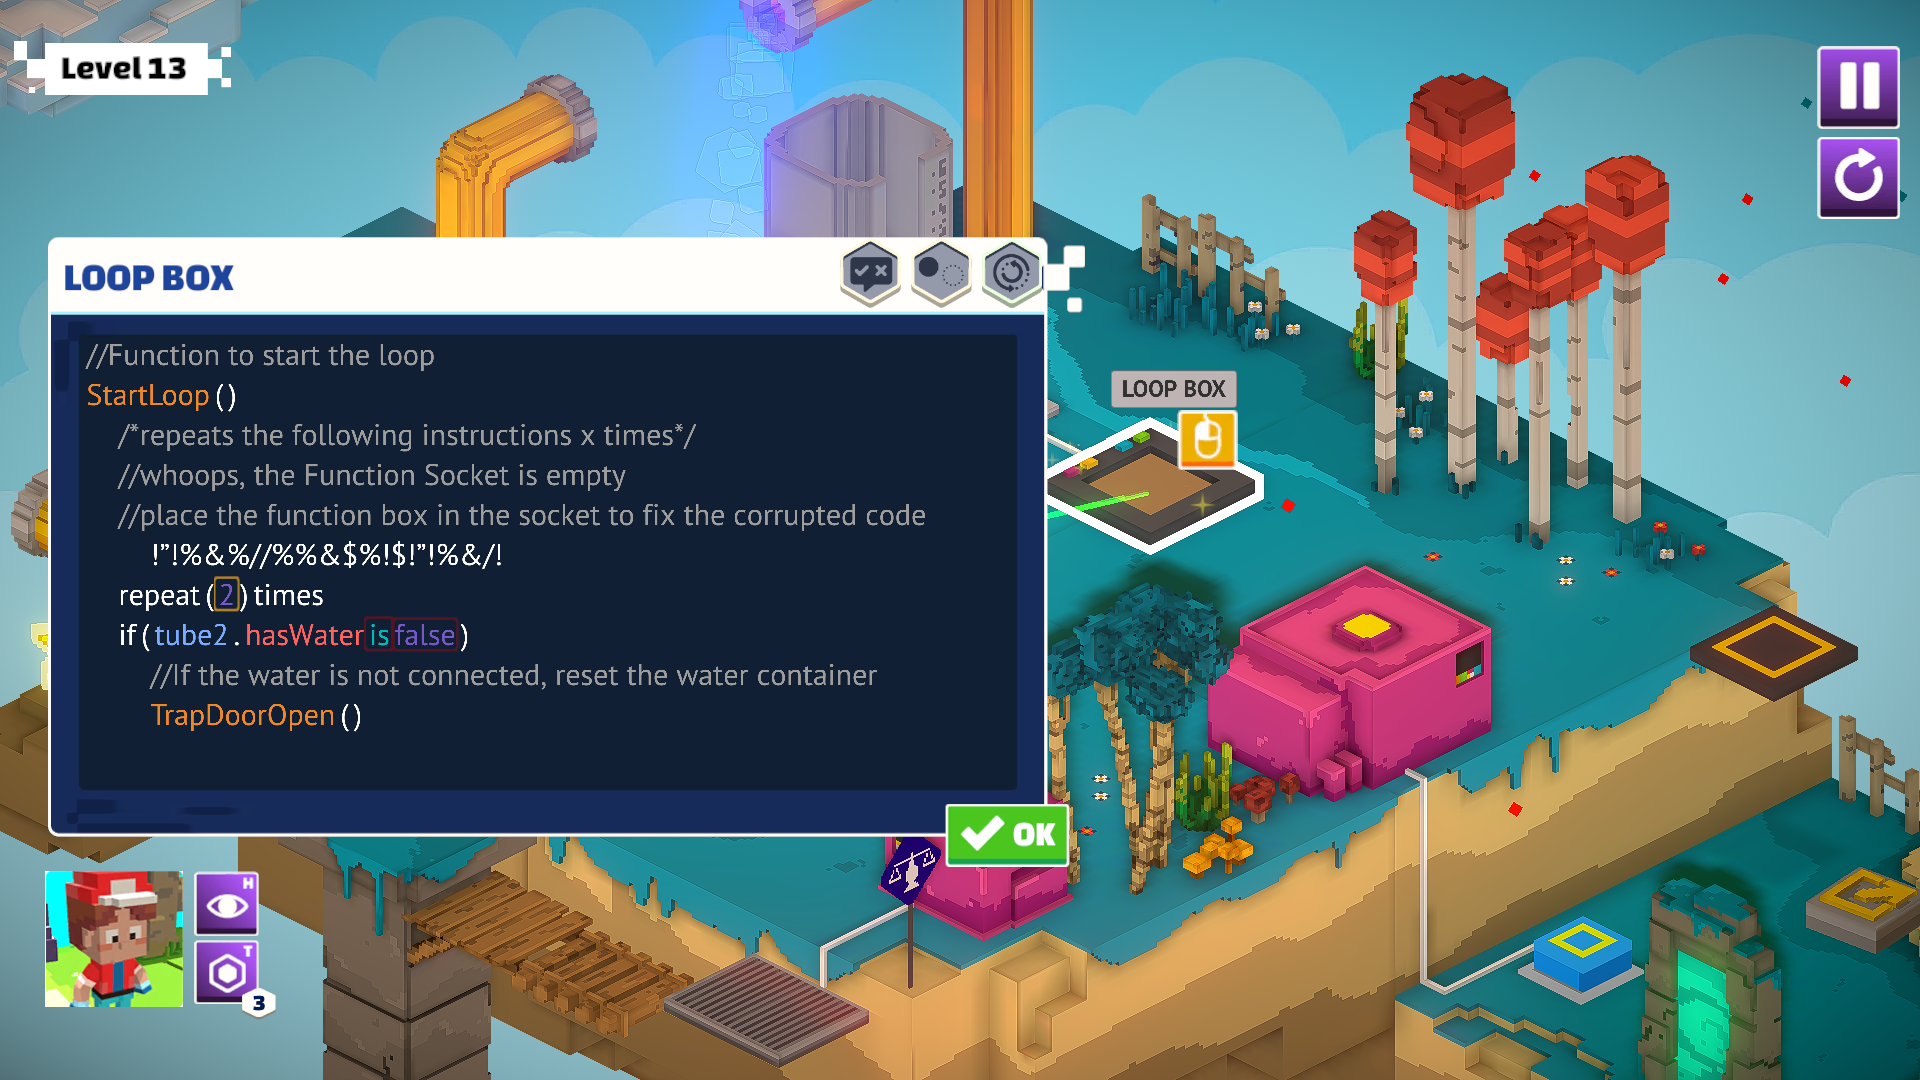 Level 13
LOOP BOX
//Function to start the loop
StartLoop ()
/*repeats the following instructions x times*/
//whoops, the Function Socket is empty
//place the function box in the socket to fix the corrupted code
!"!%&%//%%&$%!$!"!%&/!
repeat (2) times
if ( tube2 . hasWater is false )
//If the water is not connected, reset the water container
TrapDoorOpen ()
OK
LOOP BOX
H
T
3